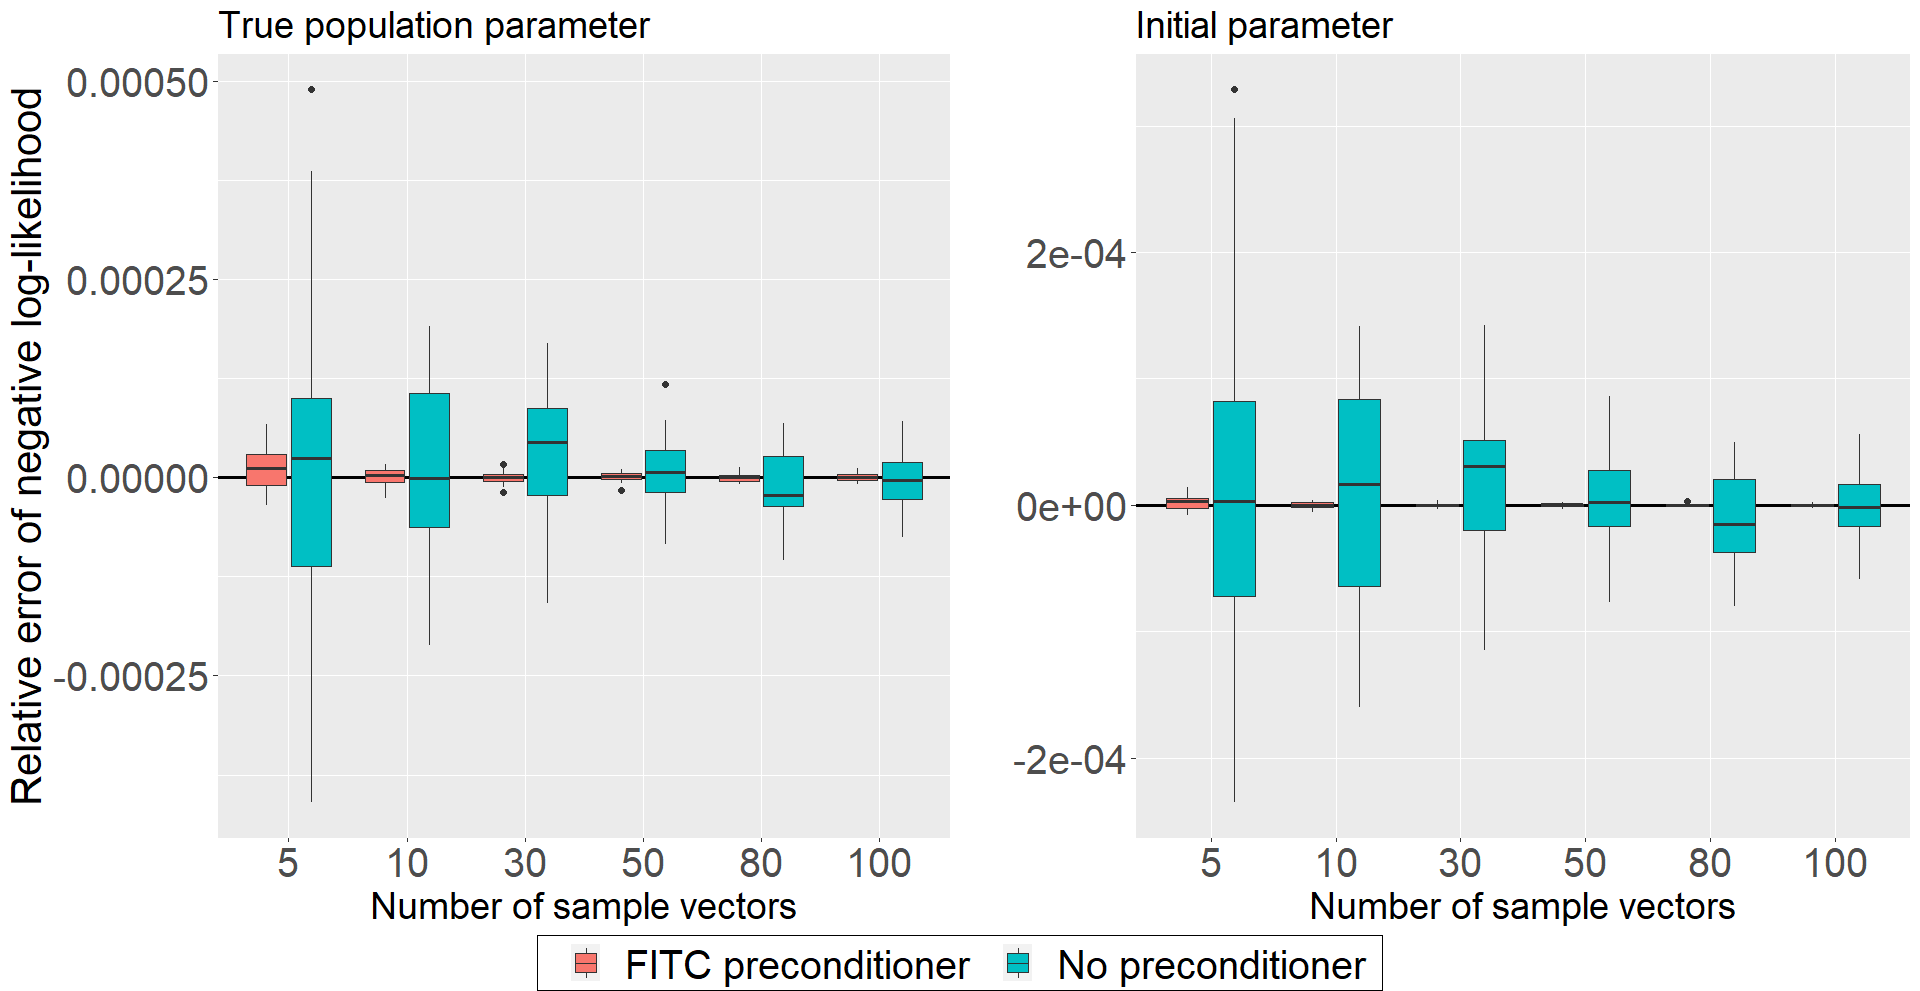 True population parameter
Initial parameter
Relative error of negative log-likelihood
0.00050
0.00025
0.00000
-0.00025
2e-04
0e+00
-2e-04
5 10 30 50 80 100
5 10 30 50 80 100
Number of sample vectors
Number of sample vectors
FITC preconditioner
No preconditioner